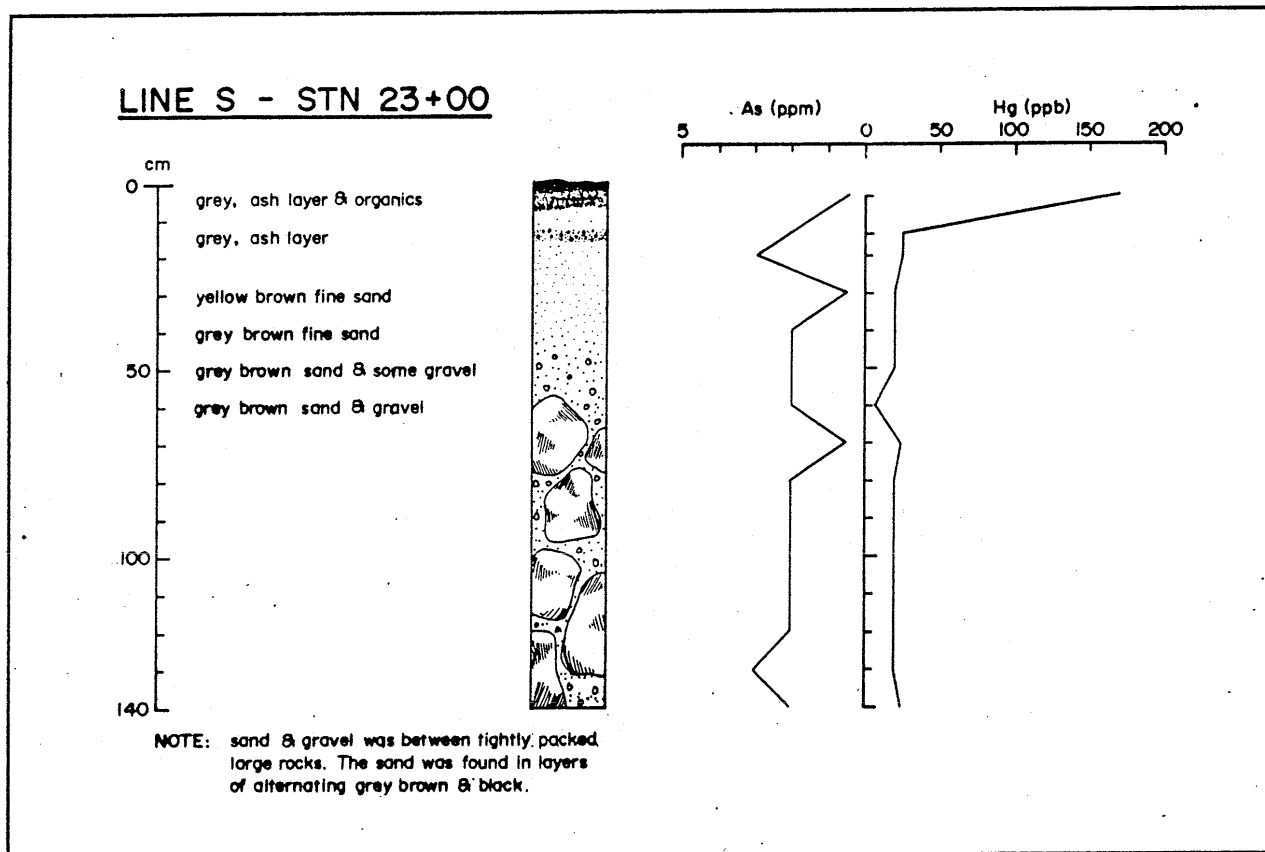 LINE S - STN 23+00
As (ppm) Hg (ppb)
5 0 50 100 150 200
cm
0 grey, ash layer & organics
grey, ash layer
yellow brown fine sand
grey brown fine sand
50 grey brown sand & some gravel
grey brown sand & gravel
100
140
NOTE: sand & gravel was between tightly packed
large rocks. The sand was found in layers
of alternating grey brown & black.